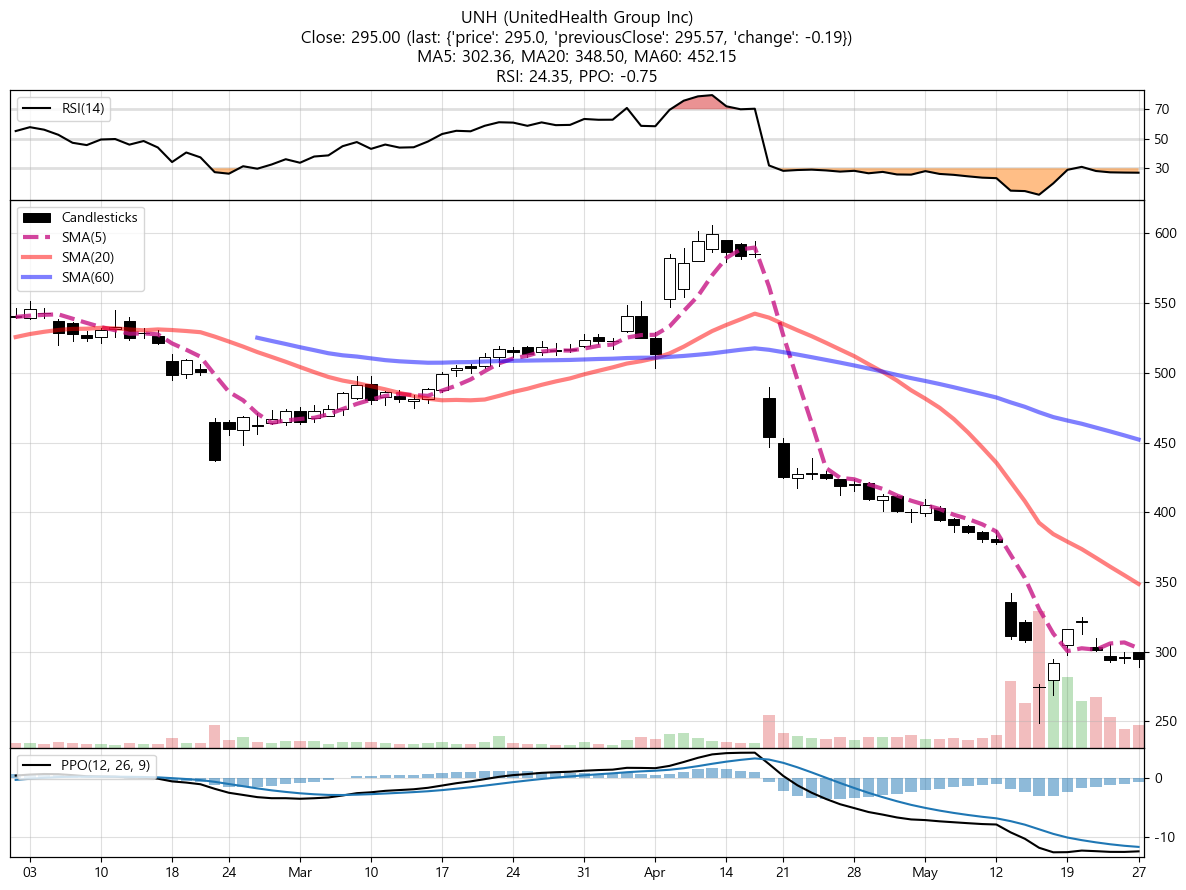 UNH (UnitedHealth Group Inc)
Close: 295.00 (last: {'price': 295.0, 'previousClose': 295.57, 'change': -0.19})
MA5: 302.36, MA20: 348.50, MA60: 452.15
RSI: 24.35, PPO: -0.75
RSI(14)
70
50
30
Candlesticks
SMA(5)
SMA(20)
SMA(60)
600
550
500
450
400
350
300
250
PPO(12, 26, 9)
0
-10
03 10 18 24 Mar 10 17 24 31 Apr 14 21 28 May 12 19 27